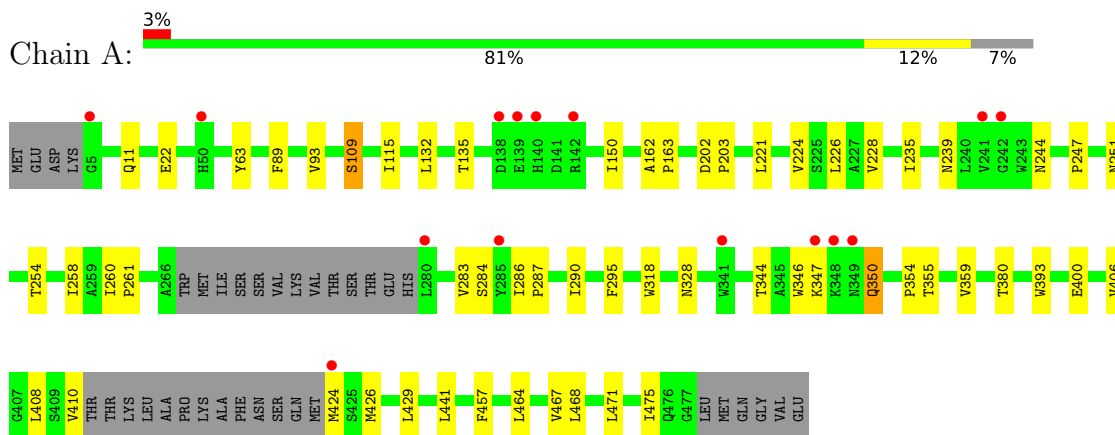 3%
Chain A:
81% 12% 7%
MET GLU ASP LYS G5 Q11 E22 H50 Y63 F89 V93 S109 I115 L132 T135 D138 E139 H140 D141 R142 I150 A162 P163 D202 P203 L221 V224 S225 L226 A227 V228 I235 N239 L240 V241 G242 W243 N244 P247 N251
T254 I258 A259 I260 P261 A266 TRP MET ILE SER SER VAL LYS VAL THR SER THR GLU HIS L280 V283 S284 Y285 I286 P287 I290 F295 W318 N328 W341 T344 A345 W346 K347 K348 N349 Q350 P354 T355 V359 T380 W393 E400 V406
G407 L408 S409 V410 THR THR LYS LEU ALA PRO LYS ALA PHE ASN SER GLN MET M424 S425 M426 L429 L441 F457 L464 V467 L468 L471 I475 Q476 G477 LEU MET GLN GLY VAL GLU